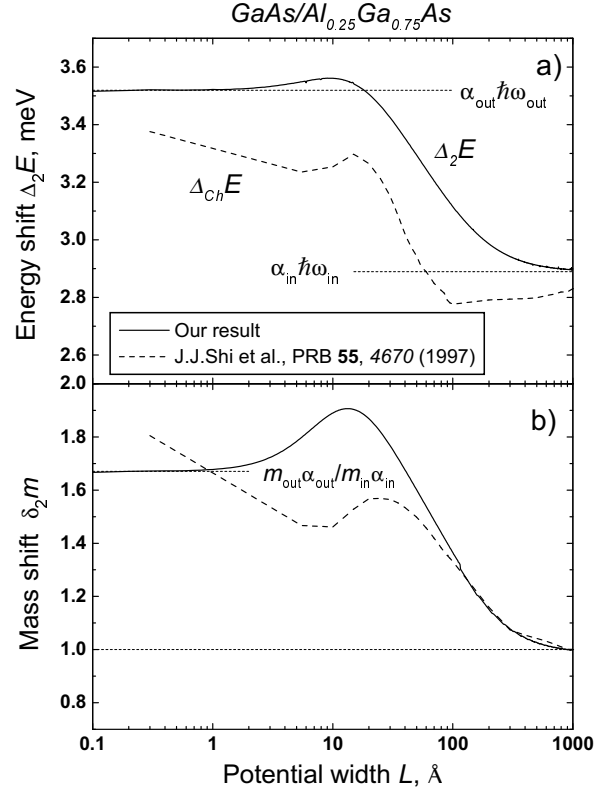 GaAs/Al0.25Ga0.75As
a)
Energy shift Δ2E, meV
3.6
3.4
3.2
3.0
2.8
2.6
αoutℏωout
Δ2E
ΔChE
αinℏωin
Our result
J.J.Shi et al., PRB 55, 4670 (1997)
b)
Mass shift δ2m
2.0
1.8
1.6
1.4
1.2
1.0
0.8
moutαout/minαin
0.1
1
10
100
1000
Potential width L, Å